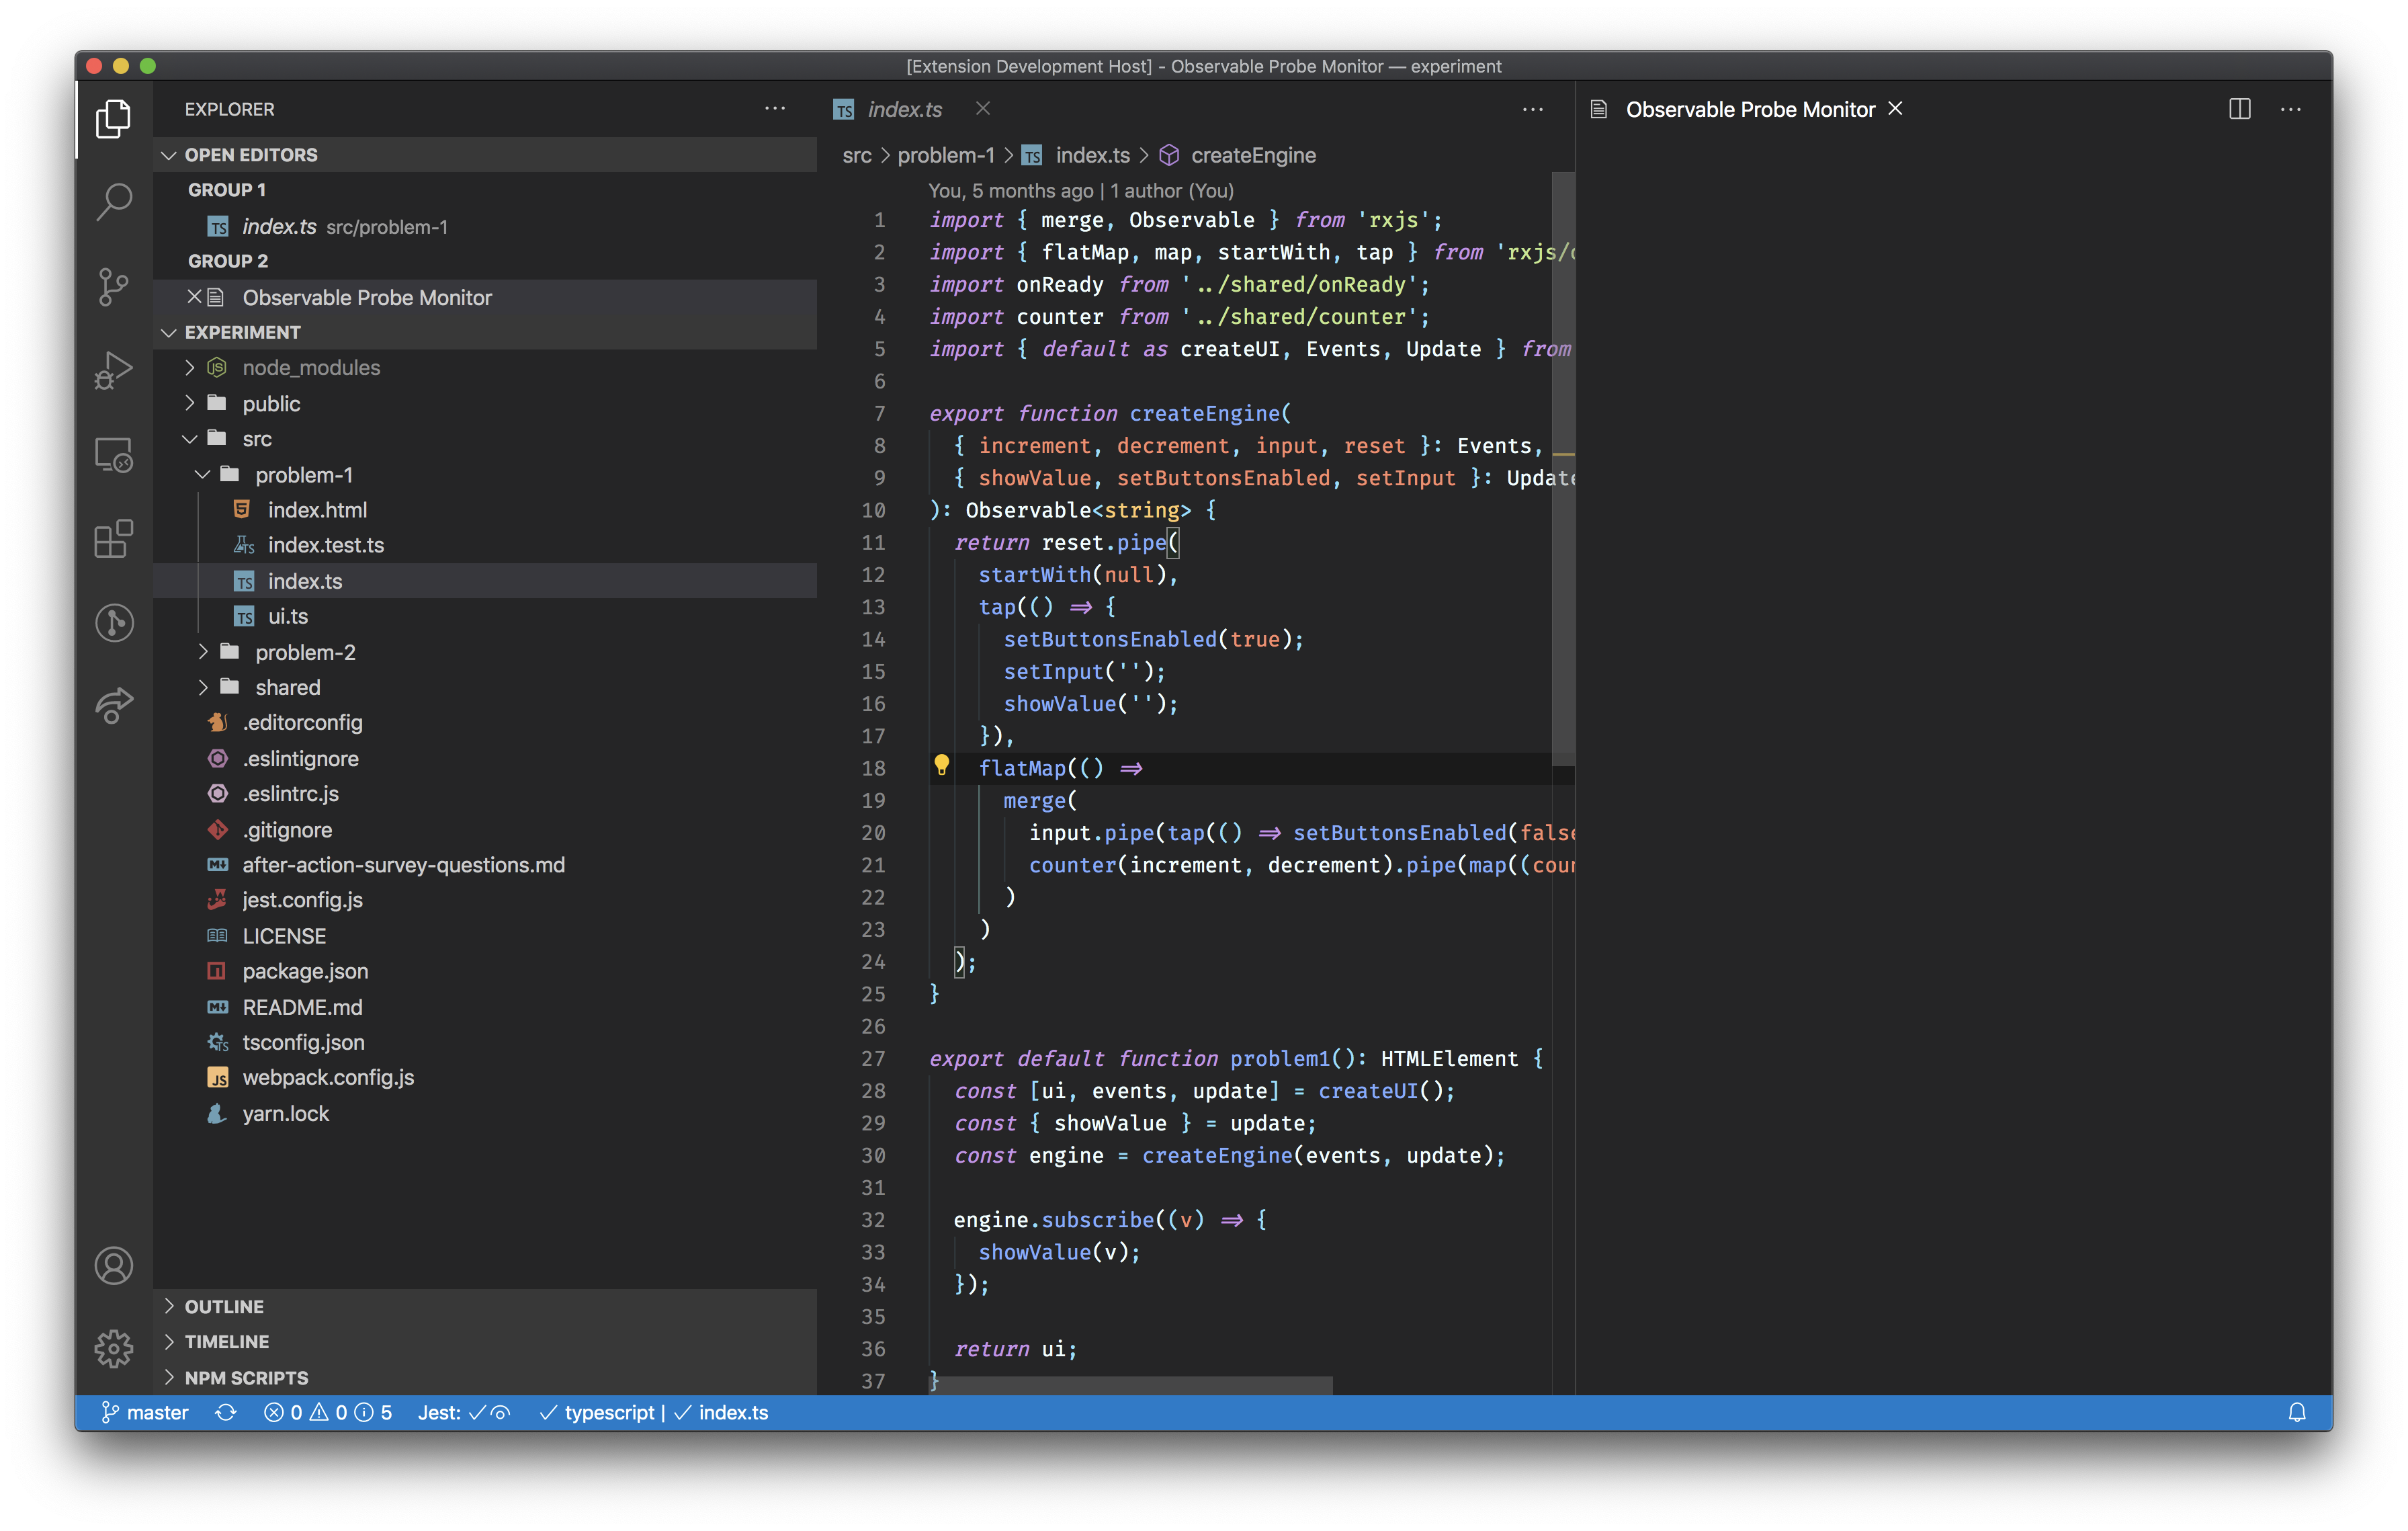 [Extension Development Host] - Observable Probe Monitor — experiment
EXPLORER
OPEN EDITORS
GROUP 1
TS index.ts src/problem-1
GROUP 2
Observable Probe Monitor
EXPERIMENT
node_modules
public
src
problem-1
index.html
index.test.ts
TS index.ts
TS ui.ts
problem-2
shared
.editorconfig
.eslintignore
.eslintrc.js
.gitignore
after-action-survey-questions.md
jest.config.js
LICENSE
package.json
README.md
tsconfig.json
JS webpack.config.js
yarn.lock
OUTLINE
TIMELINE
NPM SCRIPTS
TS index.ts
src > problem-1 > TS index.ts > createEngine
You, 5 months ago | 1 author (You)
1 import { merge, Observable } from 'rxjs';
2 import { flatMap, map, startWith, tap } from 'rxjs/
3 import onReady from '../shared/onReady';
4 import counter from '../shared/counter';
5 import { default as createUI, Events, Update } from
6
7 export function createEngine(
8 { increment, decrement, input, reset }: Events,
9 { showValue, setButtonsEnabled, setInput }: Update
10 ): Observable<string> {
11 return reset.pipe(
12 startWith(null),
13 tap(() => {
14 setButtonsEnabled(true);
15 setInput('');
16 showValue('');
17 }),
18 flatMap(() =>
19 merge(
20 input.pipe(tap(() => setButtonsEnabled(false
21 counter(increment, decrement).pipe(map((coun
22 )
23 )
24 );
25 }
26
27 export default function problem1(): HTMLElement {
28 const [ui, events, update] = createUI();
29 const { showValue } = update;
30 const engine = createEngine(events, update);
31
32 engine.subscribe((v) => {
33 showValue(v);
34 });
35
36 return ui;
37 }
Observable Probe Monitor
master 0 0 5 Jest: typescript | index.ts